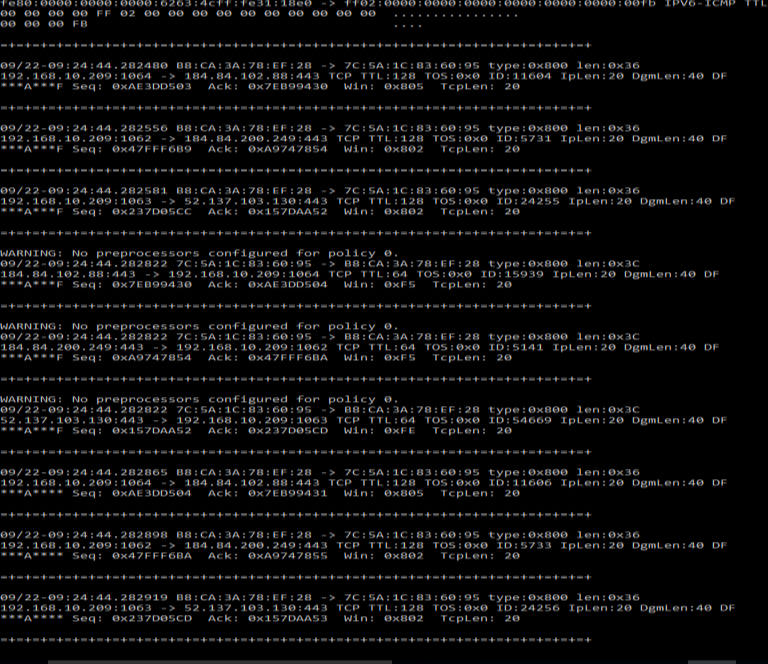 fe80:0000:0000:0000:6263:4cff:fe31:18e0 -> ff02:0000:0000:0000:0000:0000:0000:00fb IPV6-ICMP TTL
00 00 00 00 FF 02 00 00 00 00 00 00 00 00 00 00  ................
00 00 00 FB                                      ....
=+=+=+=+=+=+=+=+=+=+=+=+=+=+=+=+=+=+=+=+=+=+=+=+=+=+=+=+=+=+=+=+=+=+=+=+=+
09/22-09:24:44.282480 B8:CA:3A:78:EF:28 -> 7C:5A:1C:83:60:95 type:0x800 len:0x36
192.168.10.209:1064 -> 184.84.102.88:443 TCP TTL:128 TOS:0x0 ID:11604 IpLen:20 DgmLen:40 DF
***A***F Seq: 0xAE3DD503  Ack: 0x7EB99430  Win: 0x805  TcpLen: 20
=+=+=+=+=+=+=+=+=+=+=+=+=+=+=+=+=+=+=+=+=+=+=+=+=+=+=+=+=+=+=+=+=+=+=+=+=+
09/22-09:24:44.282556 B8:CA:3A:78:EF:28 -> 7C:5A:1C:83:60:95 type:0x800 len:0x36
192.168.10.209:1062 -> 184.84.200.249:443 TCP TTL:128 TOS:0x0 ID:5731 IpLen:20 DgmLen:40 DF
***A***F Seq: 0x47FFF6B9  Ack: 0xA9747854  Win: 0x802  TcpLen: 20
=+=+=+=+=+=+=+=+=+=+=+=+=+=+=+=+=+=+=+=+=+=+=+=+=+=+=+=+=+=+=+=+=+=+=+=+=+
09/22-09:24:44.282581 B8:CA:3A:78:EF:28 -> 7C:5A:1C:83:60:95 type:0x800 len:0x36
192.168.10.209:1063 -> 52.137.103.130:443 TCP TTL:128 TOS:0x0 ID:24255 IpLen:20 DgmLen:40 DF
***A***F Seq: 0x237D05CC  Ack: 0x157DAA52  Win: 0x802  TcpLen: 20
=+=+=+=+=+=+=+=+=+=+=+=+=+=+=+=+=+=+=+=+=+=+=+=+=+=+=+=+=+=+=+=+=+=+=+=+=+
WARNING: No preprocessors configured for policy 0.
09/22-09:24:44.282822 7C:5A:1C:83:60:95 -> B8:CA:3A:78:EF:28 type:0x800 len:0x3C
184.84.102.88:443 -> 192.168.10.209:1064 TCP TTL:64 TOS:0x0 ID:15939 IpLen:20 DgmLen:40 DF
***A***F Seq: 0x7EB99430  Ack: 0xAE3DD504  Win: 0xF5  TcpLen: 20
=+=+=+=+=+=+=+=+=+=+=+=+=+=+=+=+=+=+=+=+=+=+=+=+=+=+=+=+=+=+=+=+=+=+=+=+=+
WARNING: No preprocessors configured for policy 0.
09/22-09:24:44.282822 7C:5A:1C:83:60:95 -> B8:CA:3A:78:EF:28 type:0x800 len:0x3C
184.84.200.249:443 -> 192.168.10.209:1062 TCP TTL:64 TOS:0x0 ID:5141 IpLen:20 DgmLen:40 DF
***A***F Seq: 0xA9747854  Ack: 0x47FFF6BA  Win: 0xF5  TcpLen: 20
=+=+=+=+=+=+=+=+=+=+=+=+=+=+=+=+=+=+=+=+=+=+=+=+=+=+=+=+=+=+=+=+=+=+=+=+=+
WARNING: No preprocessors configured for policy 0.
09/22-09:24:44.282822 7C:5A:1C:83:60:95 -> B8:CA:3A:78:EF:28 type:0x800 len:0x3C
52.137.103.130:443 -> 192.168.10.209:1063 TCP TTL:64 TOS:0x0 ID:54669 IpLen:20 DgmLen:40 DF
***A***F Seq: 0x157DAA52  Ack: 0x237D05CD  Win: 0xFE  TcpLen: 20
=+=+=+=+=+=+=+=+=+=+=+=+=+=+=+=+=+=+=+=+=+=+=+=+=+=+=+=+=+=+=+=+=+=+=+=+=+
09/22-09:24:44.282865 B8:CA:3A:78:EF:28 -> 7C:5A:1C:83:60:95 type:0x800 len:0x36
192.168.10.209:1064 -> 184.84.102.88:443 TCP TTL:128 TOS:0x0 ID:11606 IpLen:20 DgmLen:40 DF
***A**** Seq: 0xAE3DD504  Ack: 0x7EB99431  Win: 0x805  TcpLen: 20
=+=+=+=+=+=+=+=+=+=+=+=+=+=+=+=+=+=+=+=+=+=+=+=+=+=+=+=+=+=+=+=+=+=+=+=+=+
09/22-09:24:44.282898 B8:CA:3A:78:EF:28 -> 7C:5A:1C:83:60:95 type:0x800 len:0x36
192.168.10.209:1062 -> 184.84.200.249:443 TCP TTL:128 TOS:0x0 ID:5733 IpLen:20 DgmLen:40 DF
***A**** Seq: 0x47FFF6BA  Ack: 0xA9747855  Win: 0x802  TcpLen: 20
=+=+=+=+=+=+=+=+=+=+=+=+=+=+=+=+=+=+=+=+=+=+=+=+=+=+=+=+=+=+=+=+=+=+=+=+=+
09/22-09:24:44.282919 B8:CA:3A:78:EF:28 -> 7C:5A:1C:83:60:95 type:0x800 len:0x36
192.168.10.209:1063 -> 52.137.103.130:443 TCP TTL:128 TOS:0x0 ID:24256 IpLen:20 DgmLen:40 DF
***A**** Seq: 0x237D05CD  Ack: 0x157DAA53  Win: 0x802  TcpLen: 20
=+=+=+=+=+=+=+=+=+=+=+=+=+=+=+=+=+=+=+=+=+=+=+=+=+=+=+=+=+=+=+=+=+=+=+=+=+